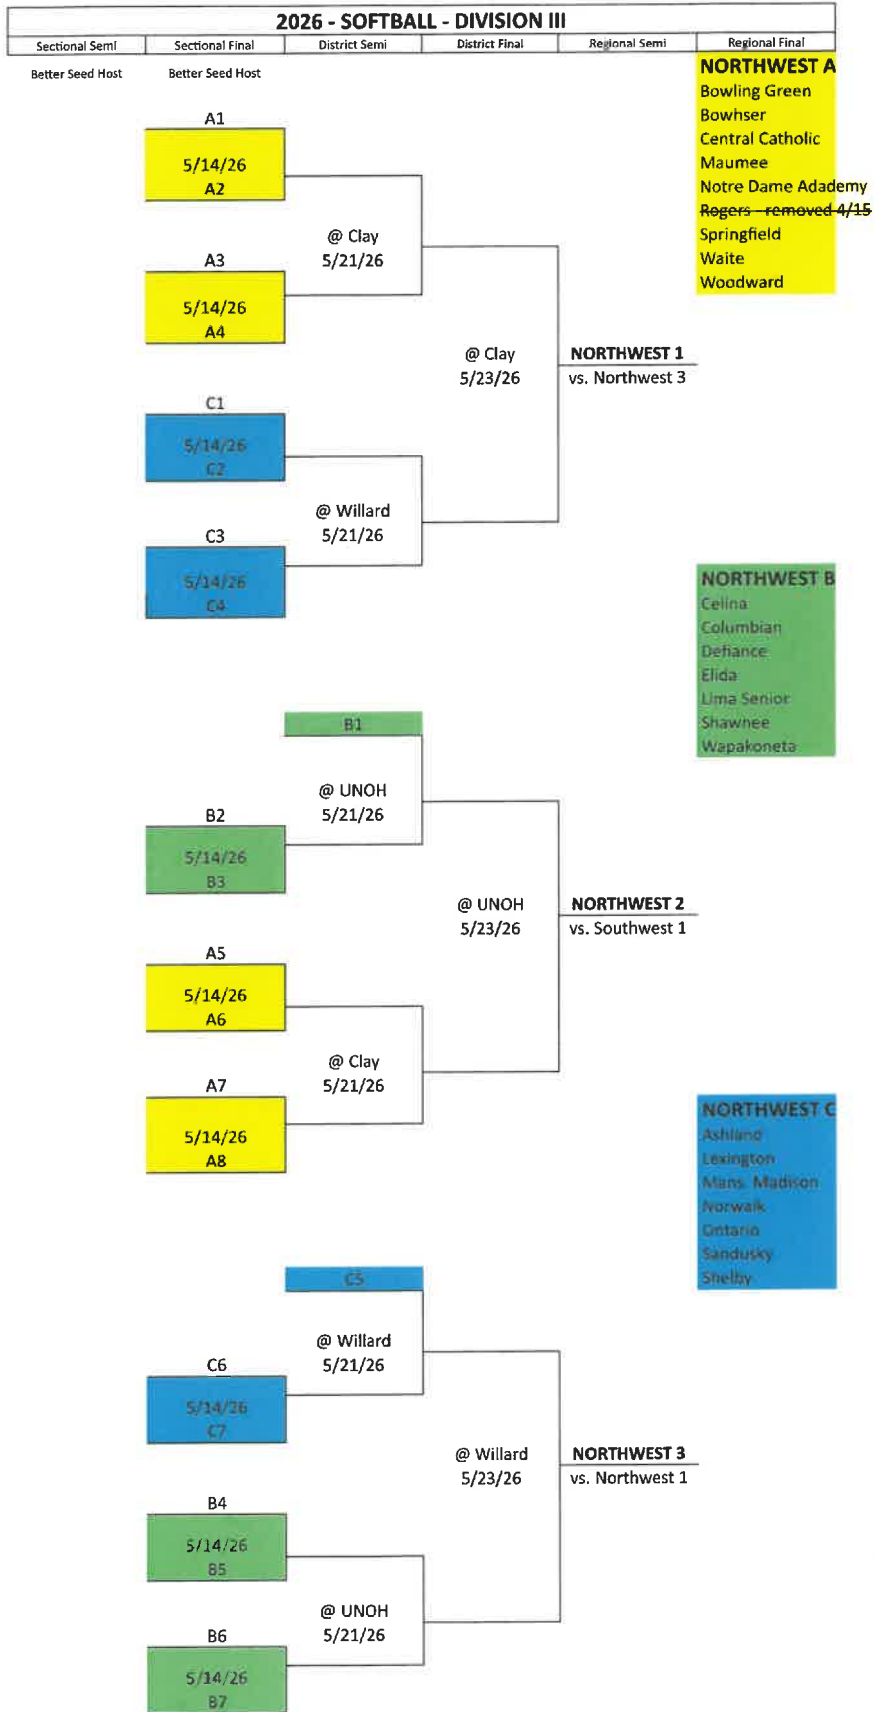 2026 - SOFTBALL - DIVISION III
Sectional Semi
Sectional Final
District Semi
District Final
Regional Semi
Regional Final
Better Seed Host
Better Seed Host
NORTHWEST A
Bowling Green
Bowhser
Central Catholic
Maumee
Notre Dame Adademy
Rogers - removed 4/15
Springfield
Waite
Woodward
A1
5/14/26
A2
@ Clay
5/21/26
A3
5/14/26
A4
@ Clay
5/23/26
NORTHWEST 1
vs. Northwest 3
C1
5/14/26
C2
@ Willard
5/21/26
C3
5/14/26
C4
NORTHWEST B
Celina
Columbian
Defiance
Elida
Lima Senior
Shawnee
Wapakoneta
B1
@ UNOH
5/21/26
B2
5/14/26
B3
@ UNOH
5/23/26
NORTHWEST 2
vs. Southwest 1
A5
5/14/26
A6
@ Clay
5/21/26
A7
5/14/26
A8
NORTHWEST C
Ashland
Lexington
Mans. Madison
Norwalk
Ontario
Sandusky
Shelby
C5
@ Willard
5/21/26
C6
5/14/26
C7
@ Willard
5/23/26
NORTHWEST 3
vs. Northwest 1
B4
5/14/26
B5
@ UNOH
5/21/26
B6
5/14/26
B7